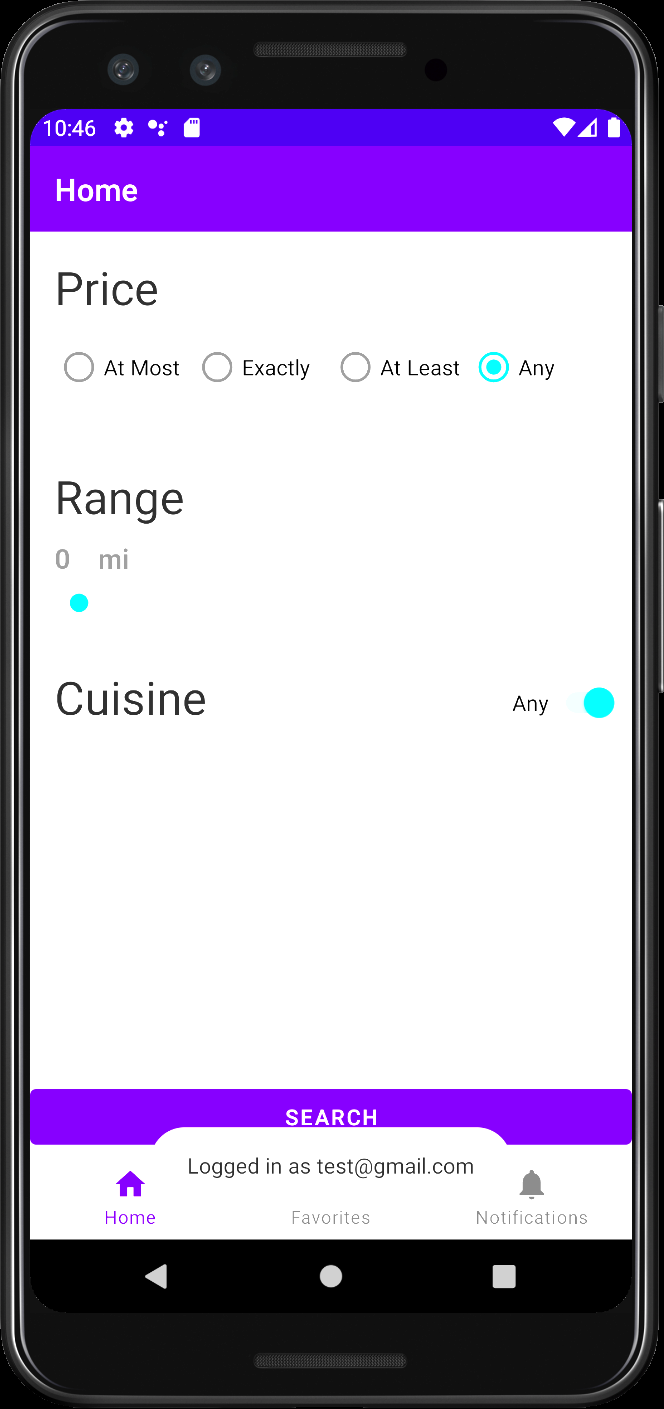 10:46
Home
Price
At Most Exactly At Least Any
Range
0 mi
Cuisine Any
SEARCH
Logged in as test@gmail.com
Home Favorites Notifications